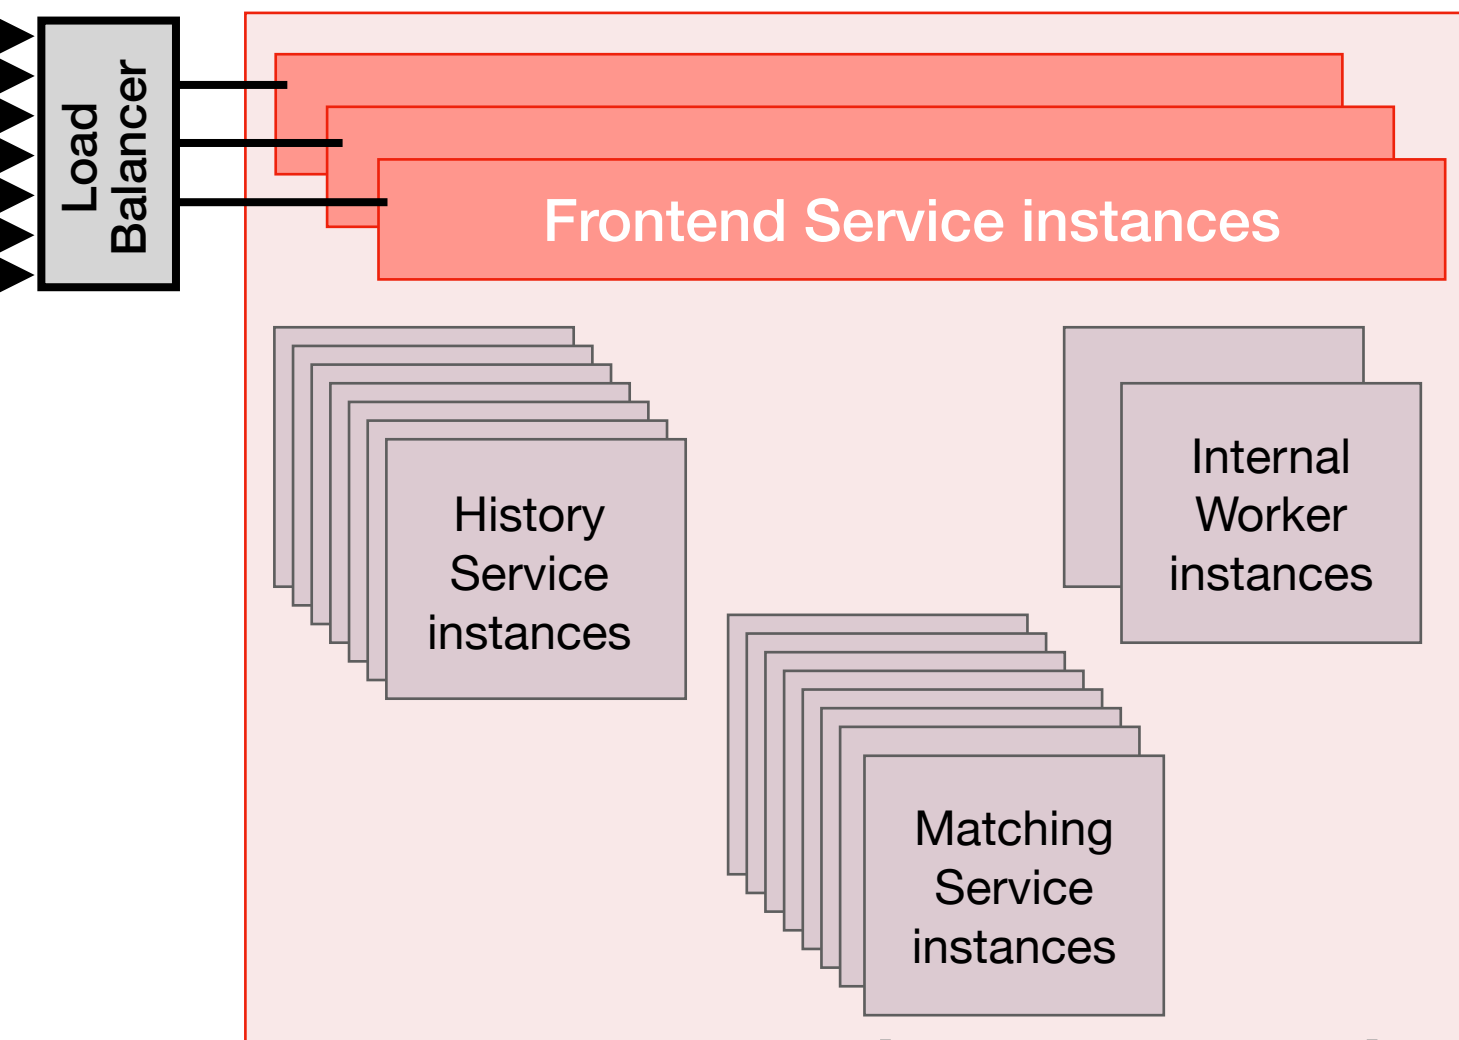 Load
Balancer
Frontend Service instances
History
Service
instances
Internal
Worker
instances
Matching
Service
instances